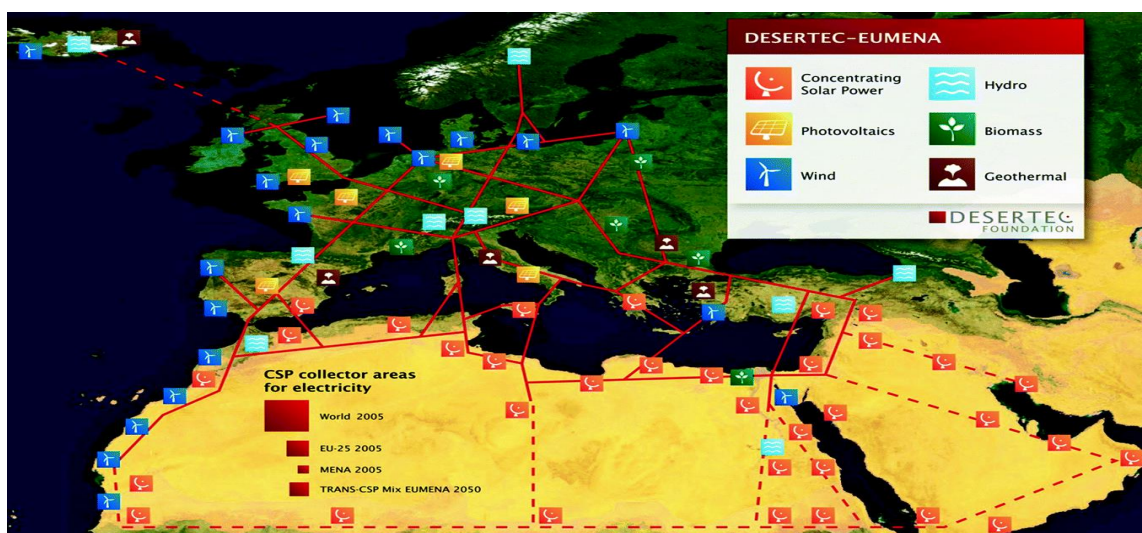 DESERTEC–EUMENA
Concentrating
Solar Power
Hydro
Photovoltaics
Biomass
Wind
Geothermal
DESERTEC
FOUNDATION
CSP collector areas
for electricity
World 2005
EU-25 2005
MENA 2005
TRANS-CSP Mix EUMENA 2050